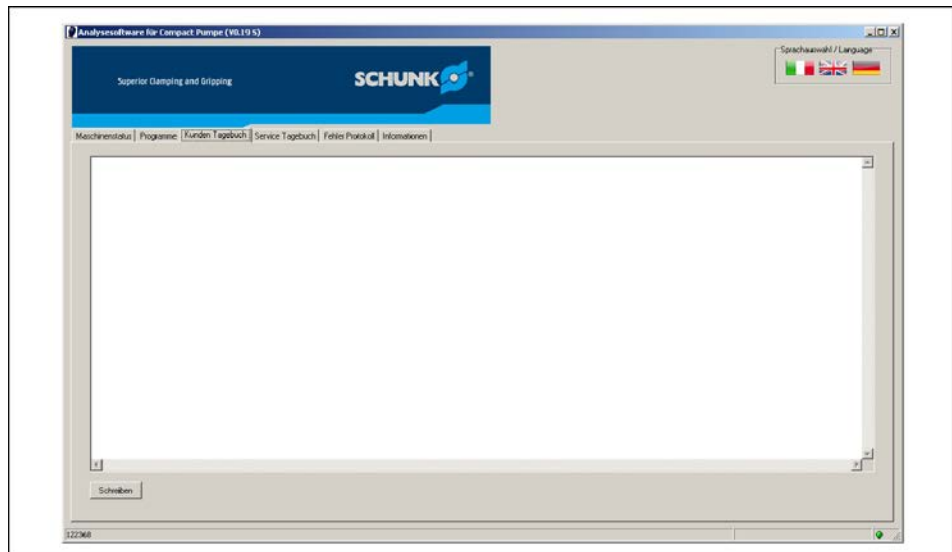 Analysesoftware für Compact Pumpe (V0.19 S)
Sprachauswahl / Language
Superior Clamping and Gripping
SCHUNK
Maschinenstatus Programme Kunden Tagebuch Service Tagebuch Fehler Protokoll Informationen
Schreiben
122368